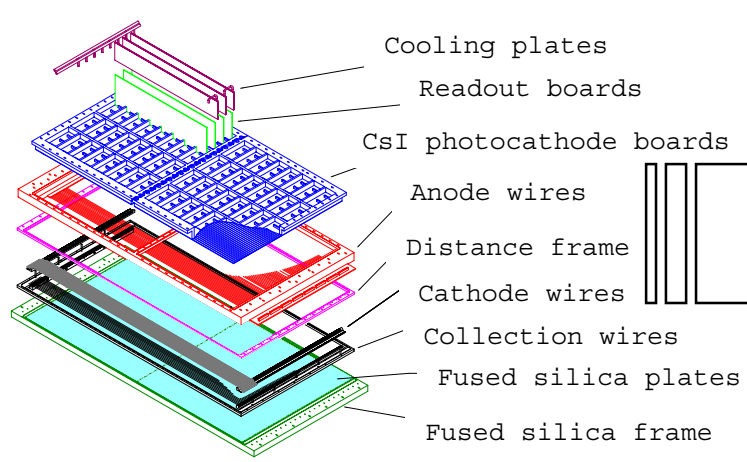 Cooling plates
Readout boards
CsI photocathode boards
Anode wires
Distance frame
Cathode wires
Collection wires
Fused silica plates
Fused silica frame